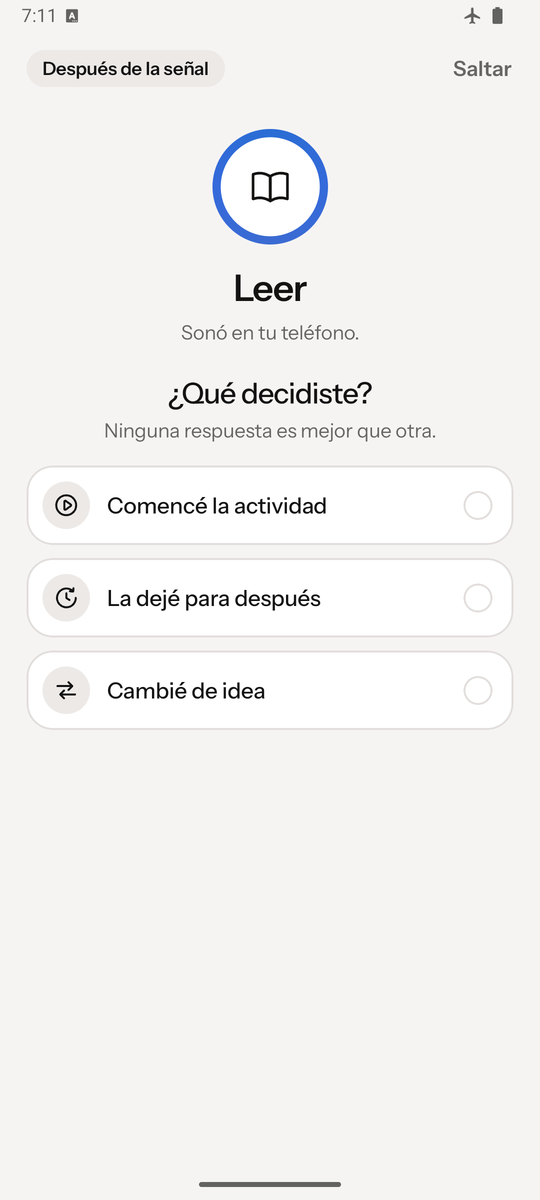 7:11
Después de la señal
Saltar
Leer
Sonó en tu teléfono.
¿Qué decidiste?
Ninguna respuesta es mejor que otra.
Comencé la actividad
La dejé para después
Cambié de idea